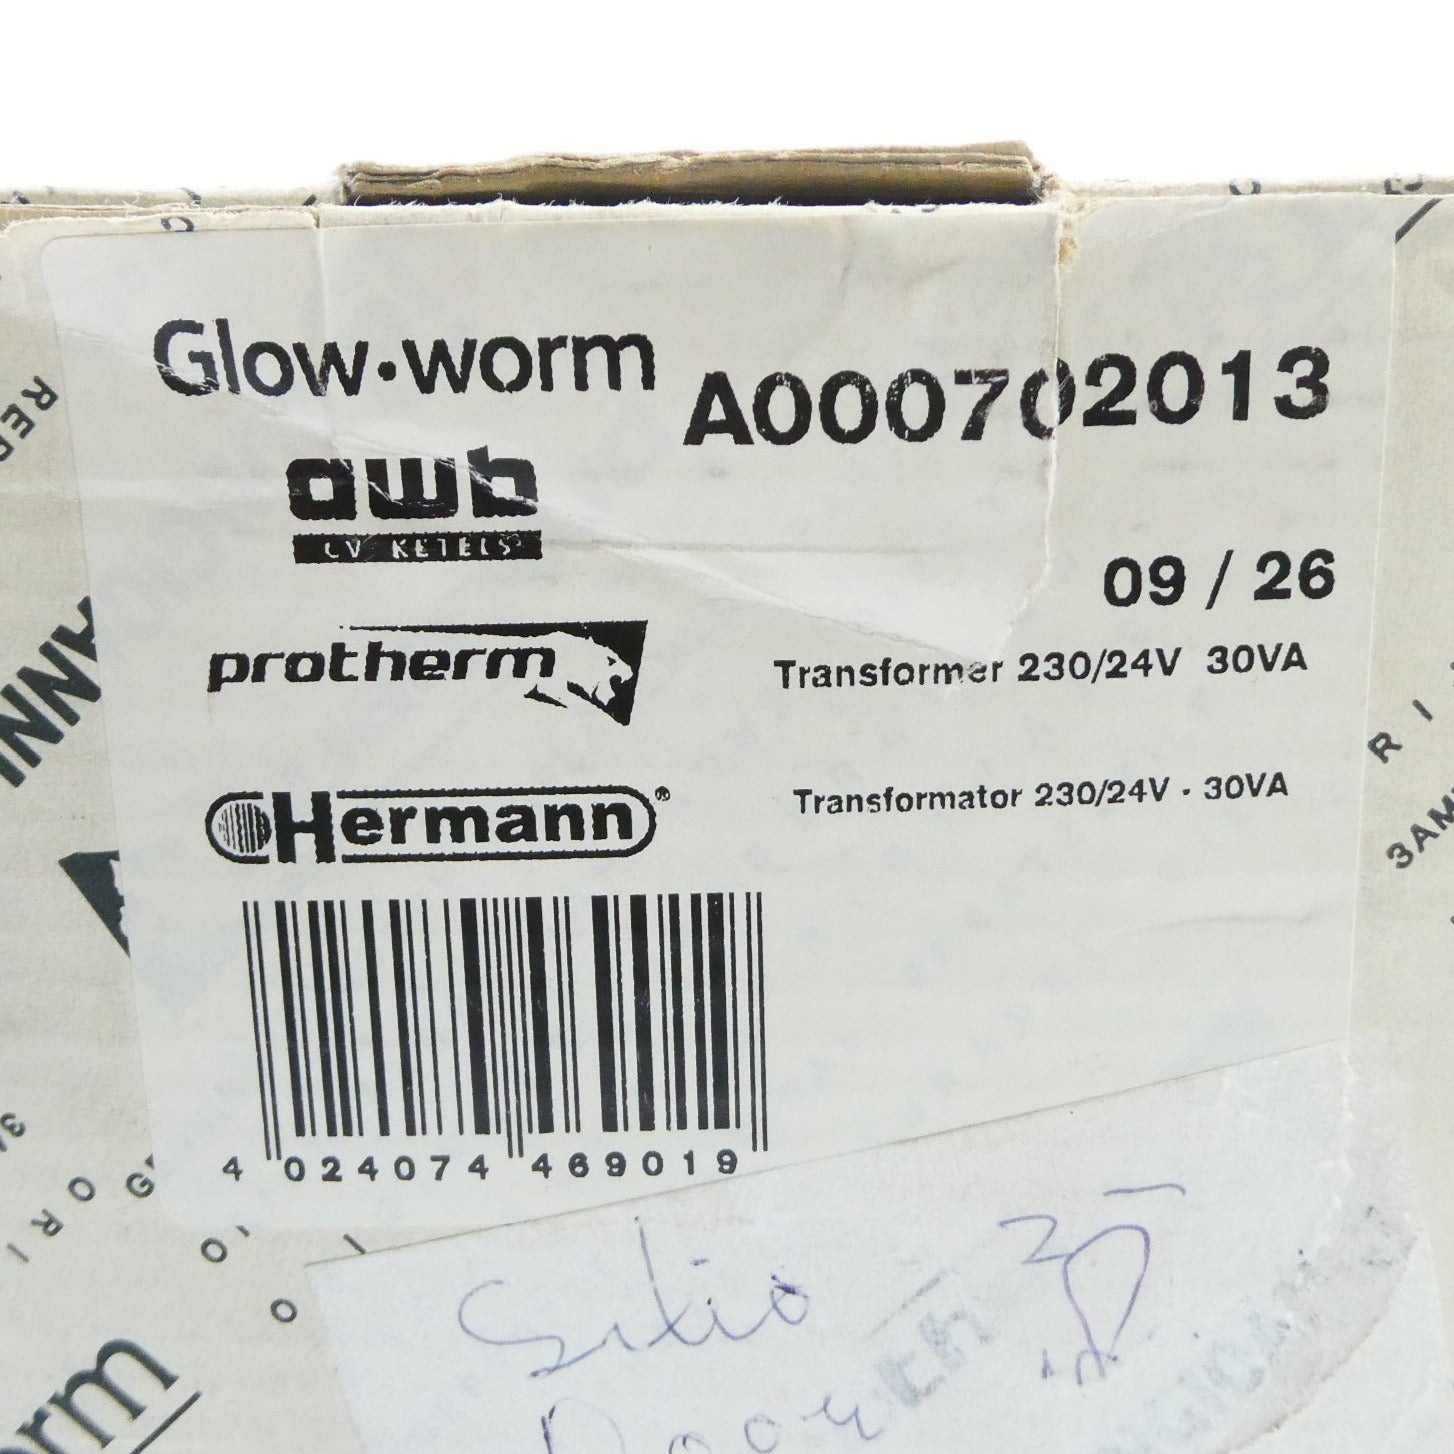 Glow·worm
A000702013
awb
CV KETELS
09 / 26
protherm
Transformer 230/24V 30VA
Hermann®
Transformator 230/24V · 30VA
4 024074 469019